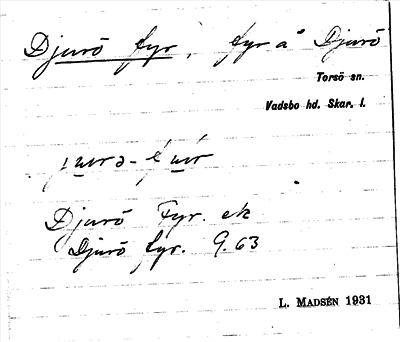 Djurö fyr, fyr å Djurö
Torsö sn.
Vadsbo hd. Skar. l.
Djurö Fyr. ek
Djurö fyr. G.63
L. MADSÉN 1931